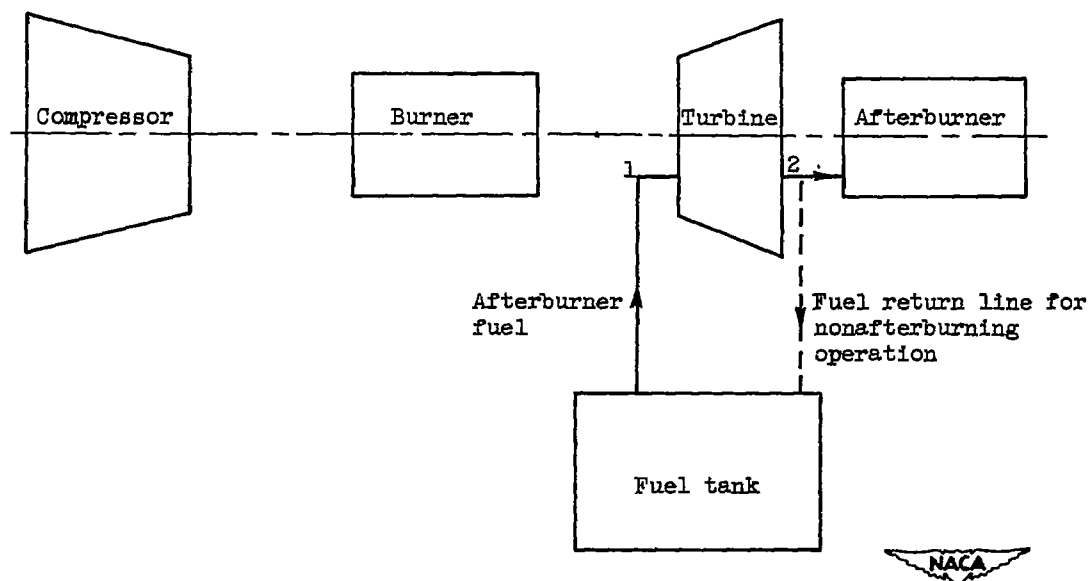 Compressor
Burner
Turbine
Afterburner
1
2
Afterburner
fuel
Fuel return line for
nonafterburning
operation
Fuel tank
NACA